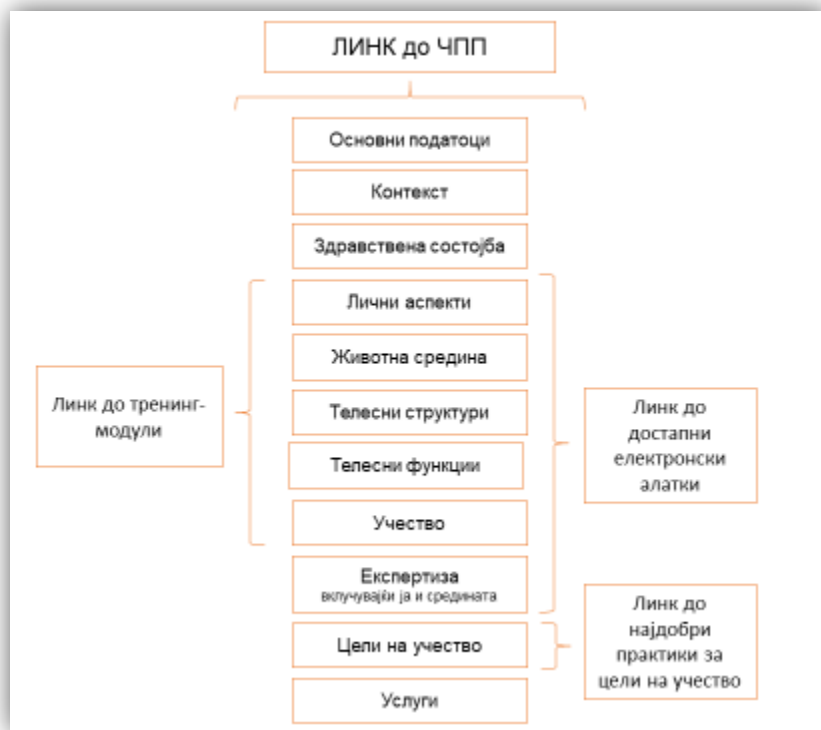 ЛИНК до ЧПП
Основни податоци
Контекст
Здравствена состојба
Лични аспекти
Животна средина
Телесни структури
Телесни функции
Учество
Експертиза
вклучувајќи ја и средината
Цели на учество
Услуги
Линк до тренинг-
модули
Линк до
достапни
електронски
алатки
Линк до
најдобри
практики за
цели на учество